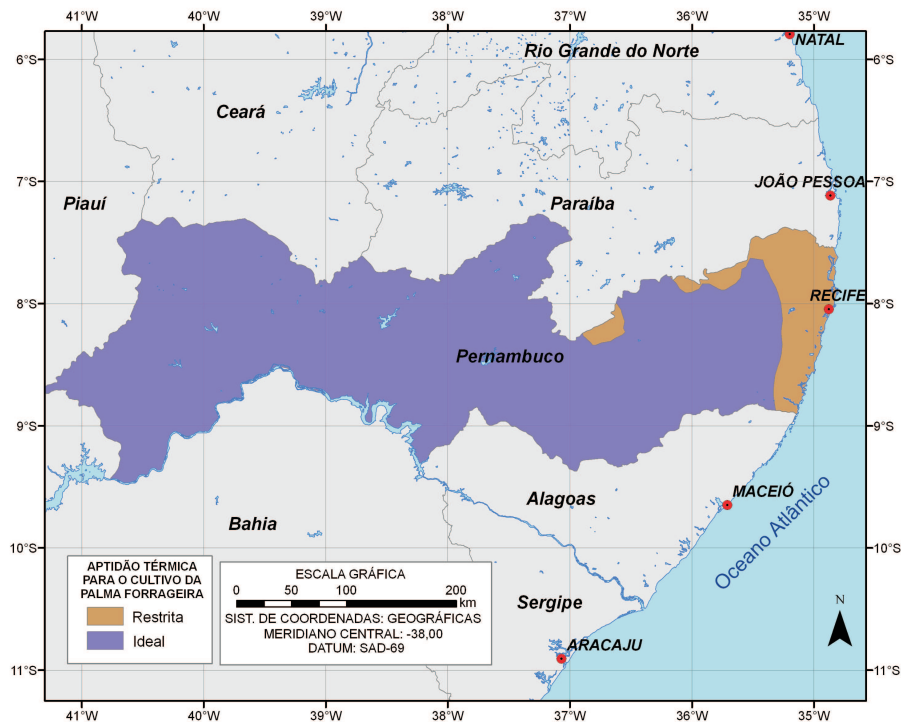 41°W 40°W 39°W 38°W 37°W 36°W 35°W
NATAL
Rio Grande do Norte
6°S 6°S
Ceará
JOÃO PESSOA
7°S 7°S
Piauí
Paraíba
RECIFE
8°S 8°S
Pernambuco
9°S 9°S
MACEIÓ
Alagoas
Bahia
Oceano Atlântico
10°S 10°S
APTIDÃO TÉRMICA
PARA O CULTIVO DA
PALMA FORRAGEIRA
Restrita
Ideal
ESCALA GRÁFICA
0 50 100 200
km
SIST. DE COORDENADAS: GEOGRÁFICAS
MERIDIANO CENTRAL: -38,00
DATUM: SAD-69
Sergipe
N
ARACAJU
11°S 11°S
41°W 40°W 39°W 38°W 37°W 36°W 35°W